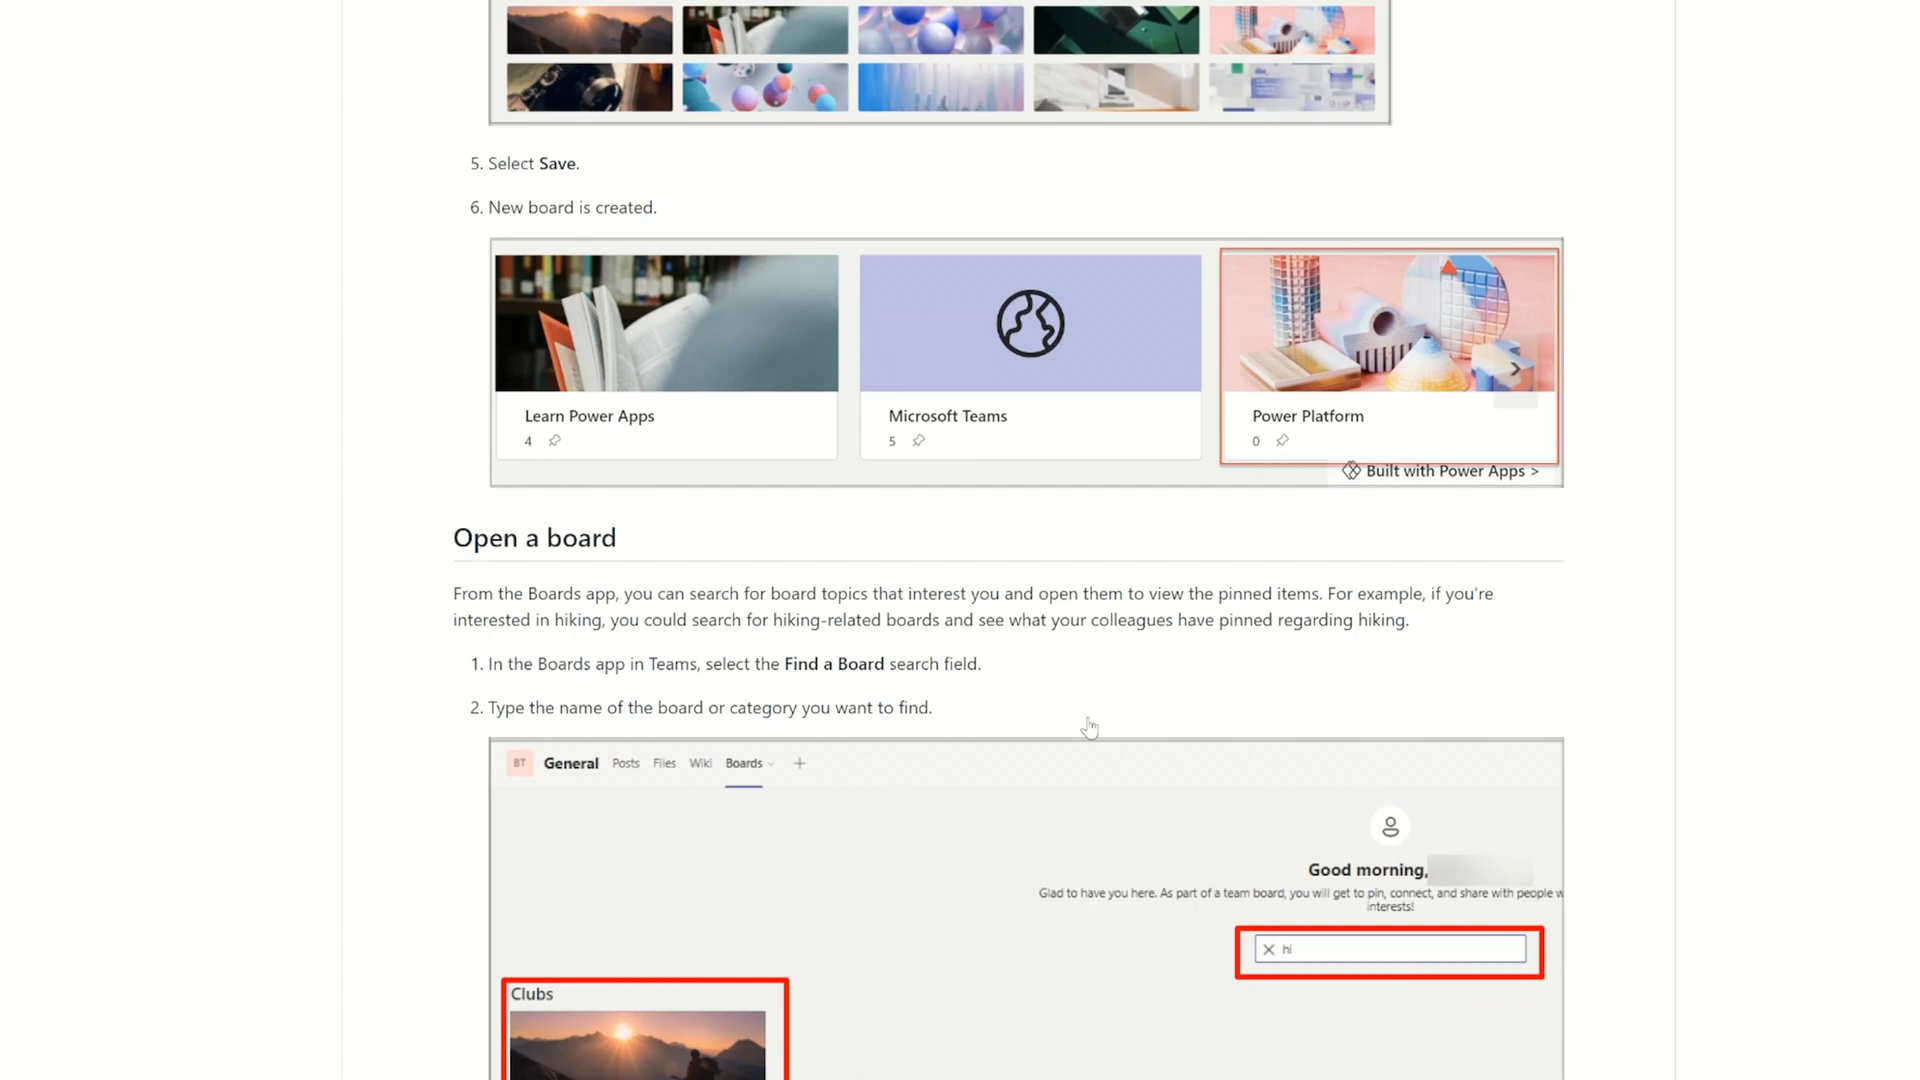 5. Select Save.
6. New board is created.
Learn Power Apps
4
Microsoft Teams
5
Power Platform
0
Built with Power Apps >
Open a board
From the Boards app, you can search for board topics that interest you and open them to view the pinned items. For example, if you're
interested in hiking, you could search for hiking-related boards and see what your colleagues have pinned regarding hiking.
1. In the Boards app in Teams, select the Find a Board search field.
2. Type the name of the board or category you want to find.
BT General Posts Files Wiki Boards
Good morning,
Glad to have you here. As part of a team board, you will get to pin, connect, and share with people w
interests!
hi
Clubs